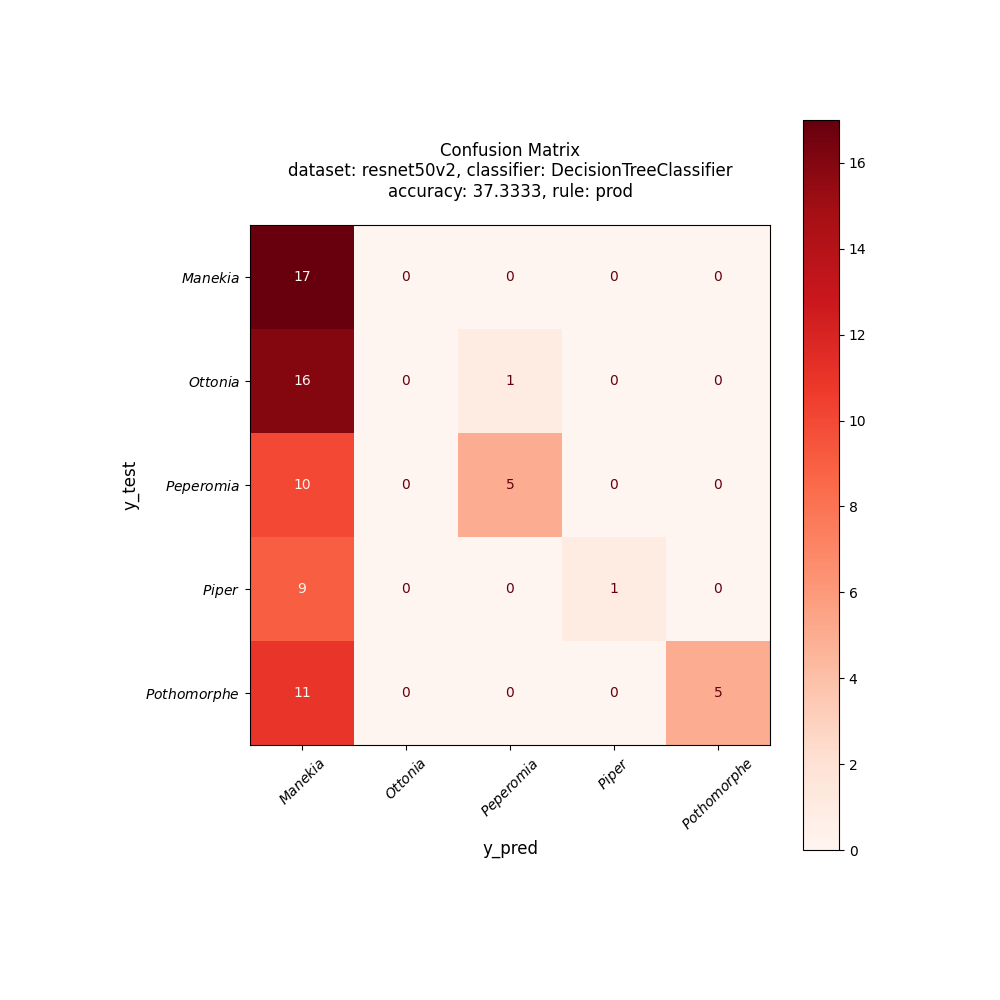 Confusion Matrix
dataset: resnet50v2, classifier: DecisionTreeClassifier
accuracy: 37.3333, rule: prod
Manekia 17 0 0 0 0
Ottonia 16 0 1 0 0
Peperomia 10 0 5 0 0
Piper 9 0 0 1 0
Pothomorphe 11 0 0 0 5
Manekia Ottonia Peperomia Piper Pothomorphe
y_test
y_pred
16
14
12
10
8
6
4
2
0